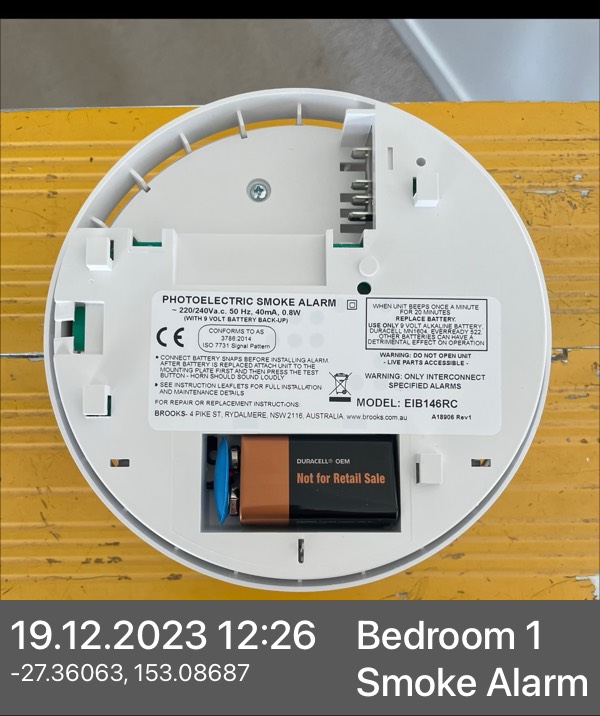 PHOTOELECTRIC SMOKE ALARM
~ 220/240Va.c. 50 Hz, 40mA, 0.8W
(WITH 9 VOLT BATTERY BACK-UP)
CE
CONFORMS TO AS
3786:2014
ISO 7731 Signal Pattern
• CONNECT BATTERY SNAPS BEFORE INSTALLING ALARM.
AFTER BATTERY IS REPLACED ATTACH UNIT TO THE
MOUNTING PLATE FIRST AND THEN PRESS THE TEST
BUTTON - HORN SHOULD SOUND LOUDLY
• SEE INSTRUCTION LEAFLETS FOR FULL INSTALLATION
AND MAINTENANCE DETAILS
FOR REPAIR OR REPLACEMENT INSTRUCTIONS:
BROOKS- 4 PIKE ST, RYDALMERE, NSW 2116, AUSTRALIA. www.brooks.com.au
WHEN UNIT BEEPS ONCE A MINUTE
FOR 20 MINUTES
REPLACE BATTERY.
USE ONLY 9 VOLT ALKALINE BATTERY.
DURACELL MN1604, EVERREADY 522.
OTHER BATTERIES CAN HAVE A
DETRIMENTAL EFFECT ON OPERATION
WARNING: DO NOT OPEN UNIT
- LIVE PARTS ACCESSIBLE -
WARNING: ONLY INTERCONNECT
SPECIFIED ALARMS
MODEL: EIB146RC
A18906 Rev1
DURACELL® OEM
Not for Retail Sale
19.12.2023 12:26
-27.36063, 153.08687
Bedroom 1
Smoke Alarm